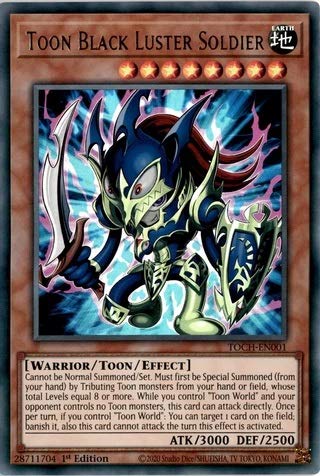 TOON BLACK LUSTER SOLDIER
EARTH
地
TOCH-EN001
[WARRIOR/TOON/EFFECT]
Cannot be Normal Summoned/Set. Must first be Special Summoned (from
your hand) by Tributing Toon monsters from your hand or field, whose
total Levels equal 8 or more. While you control "Toon World" and your
opponent controls no Toon monsters, this card can attack directly. Once
per turn, if you control "Toon World": You can target 1 card on the field;
banish it, also this card cannot attack the turn this effect is activated.
ATK/3000 DEF/2500
28711704 1st Edition ©2020 Studio Dice/SHUEISHA, TV TOKYO, KONAMI